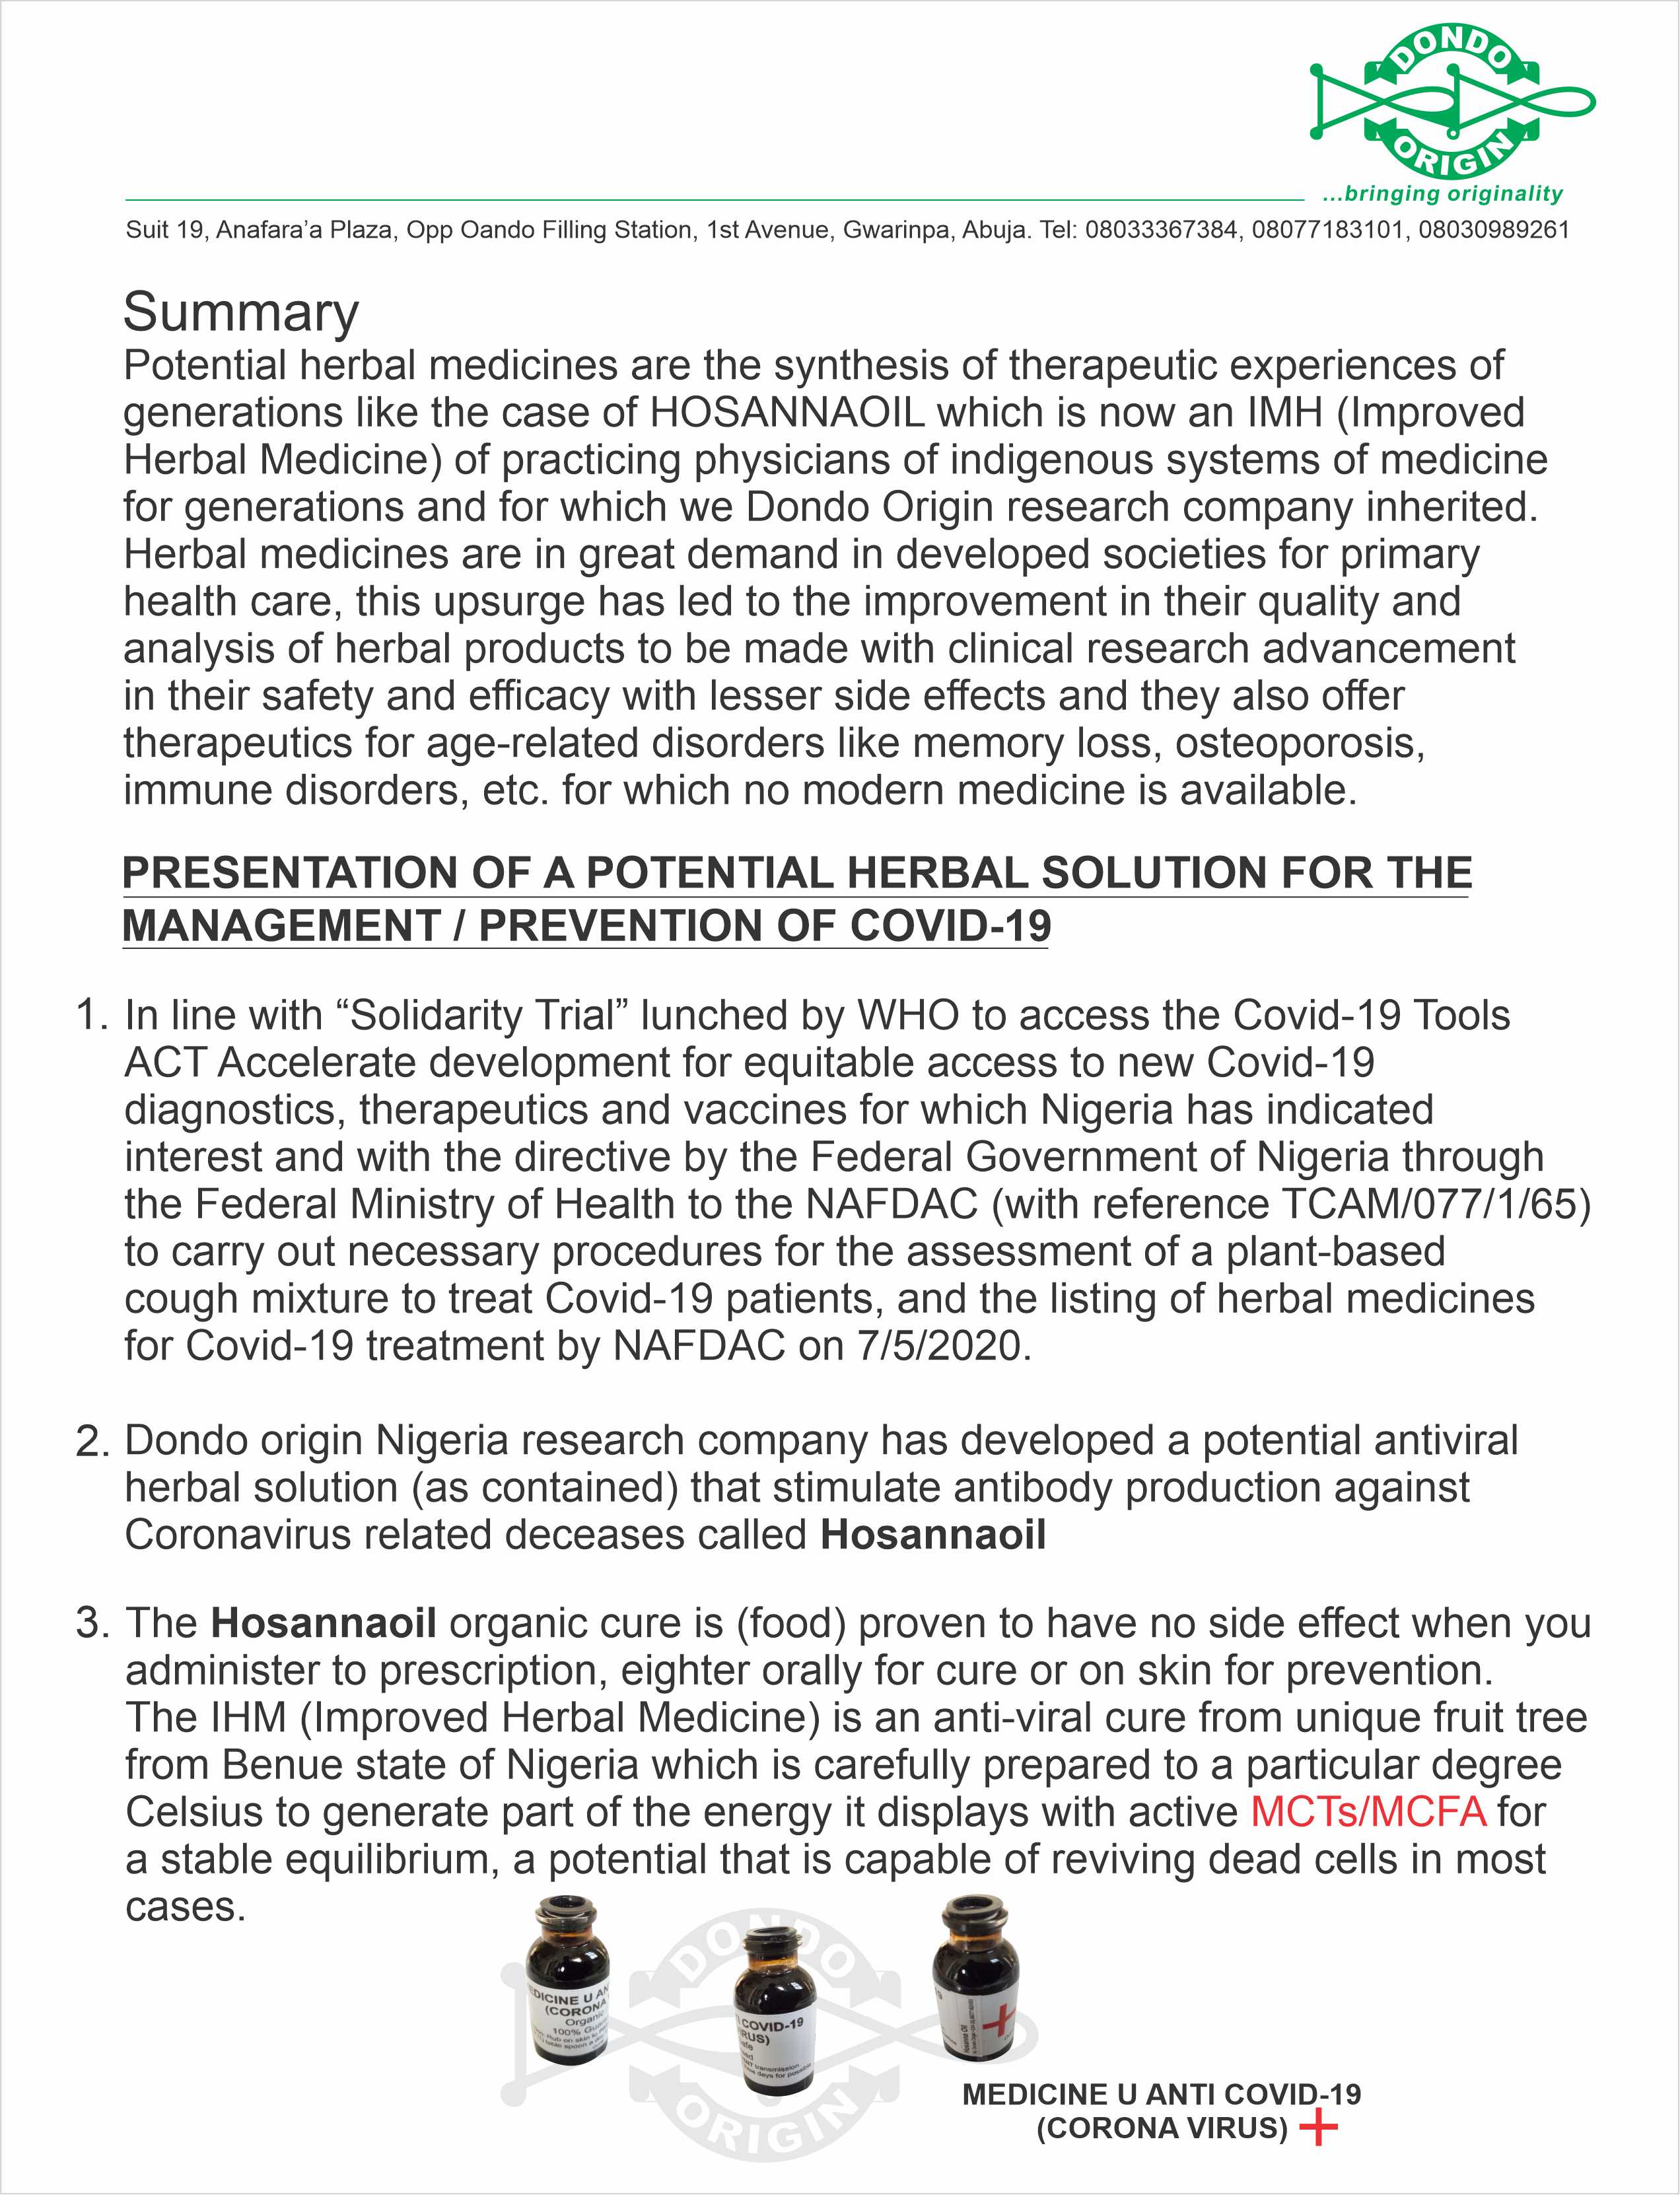 DONDO
ORIGIN
...bringing originality
Suit 19, Anafara’a Plaza, Opp Oando Filling Station, 1st Avenue, Gwarinpa, Abuja. Tel: 08033367384, 08077183101, 08030989261
Summary
Potential herbal medicines are the synthesis of therapeutic experiences of
generations like the case of HOSANNAOIL which is now an IMH (Improved
Herbal Medicine) of practicing physicians of indigenous systems of medicine
for generations and for which we Dondo Origin research company inherited.
Herbal medicines are in great demand in developed societies for primary
health care, this upsurge has led to the improvement in their quality and
analysis of herbal products to be made with clinical research advancement
in their safety and efficacy with lesser side effects and they also offer
therapeutics for age-related disorders like memory loss, osteoporosis,
immune disorders, etc. for which no modern medicine is available.
PRESENTATION OF A POTENTIAL HERBAL SOLUTION FOR THE
MANAGEMENT / PREVENTION OF COVID-19
1. In line with “Solidarity Trial” lunched by WHO to access the Covid-19 Tools
ACT Accelerate development for equitable access to new Covid-19
diagnostics, therapeutics and vaccines for which Nigeria has indicated
interest and with the directive by the Federal Government of Nigeria through
the Federal Ministry of Health to the NAFDAC (with reference TCAM/077/1/65)
to carry out necessary procedures for the assessment of a plant-based
cough mixture to treat Covid-19 patients, and the listing of herbal medicines
for Covid-19 treatment by NAFDAC on 7/5/2020.
2. Dondo origin Nigeria research company has developed a potential antiviral
herbal solution (as contained) that stimulate antibody production against
Coronavirus related deceases called Hosannaoil
3. The Hosannaoil organic cure is (food) proven to have no side effect when you
administer to prescription, eighter orally for cure or on skin for prevention.
The IHM (Improved Herbal Medicine) is an anti-viral cure from unique fruit tree
from Benue state of Nigeria which is carefully prepared to a particular degree
Celsius to generate part of the energy it displays with active MCTs/MCFA for
a stable equilibrium, a potential that is capable of reviving dead cells in most
cases.
DONDO
ORIGIN
DICINE U AN
(CORONA
Organic
100%
COVID-19
RUS)
transmission
MEDICINE U ANTI COVID-19
(CORONA VIRUS)